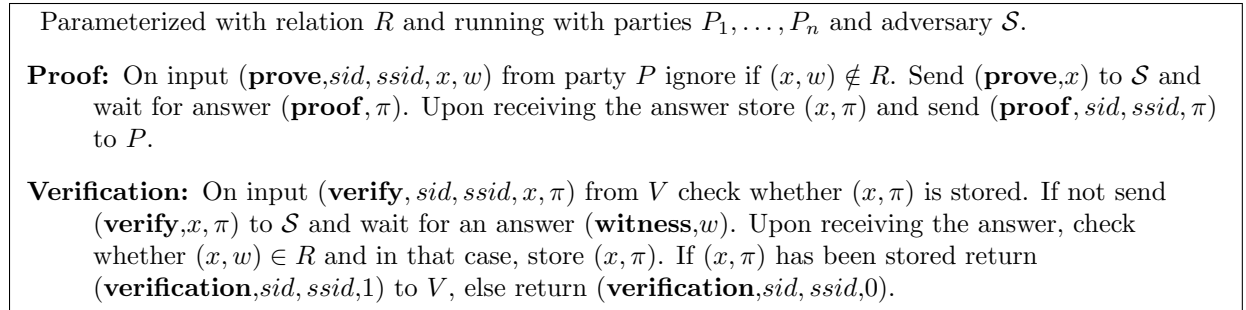 Parameterized with relation R and running with parties P₁, . . . , Pₙ and adversary 𝒮.
Proof: On input (prove,sid, ssid, x, w) from party P ignore if (x, w) ∉ R. Send (prove,x) to 𝒮 and
wait for answer (proof, π). Upon receiving the answer store (x, π) and send (proof, sid, ssid, π)
to P.
Verification: On input (verify, sid, ssid, x, π) from V check whether (x, π) is stored. If not send
(verify,x, π) to 𝒮 and wait for an answer (witness,w). Upon receiving the answer, check
whether (x, w) ∈ R and in that case, store (x, π). If (x, π) has been stored return
(verification,sid, ssid,1) to V, else return (verification,sid, ssid,0).